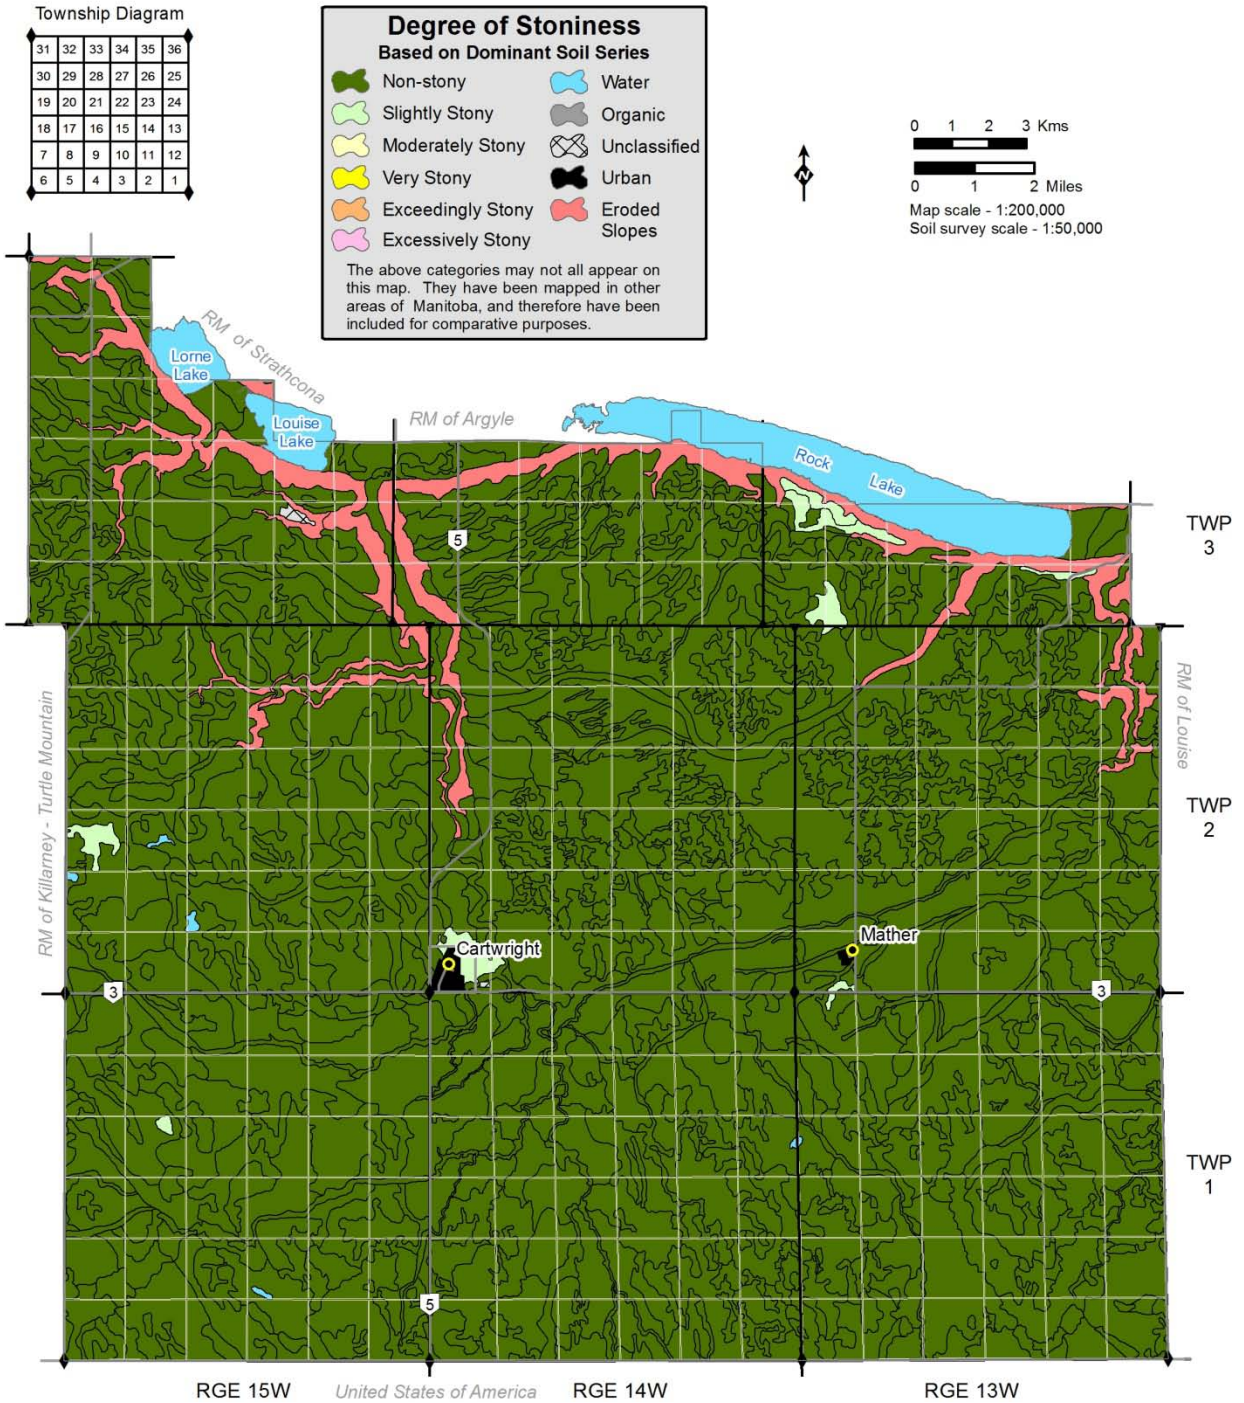 Township Diagram
31 32 33 34 35 36
30 29 28 27 26 25
19 20 21 22 23 24
18 17 16 15 14 13
7 8 9 10 11 12
6 5 4 3 2 1
Degree of Stoniness
Based on Dominant Soil Series
Non-stony
Slightly Stony
Moderately Stony
Very Stony
Exceedingly Stony
Excessively Stony
Water
Organic
Unclassified
Urban
Eroded
Slopes
The above categories may not all appear on
this map. They have been mapped in other
areas of Manitoba, and therefore have been
included for comparative purposes.
N
0 1 2 3 Kms
0 1 2 Miles
Map scale - 1:200,000
Soil survey scale - 1:50,000
RM of Strathcona
Lorne
Lake
Louise
Lake
RM of Argyle
Rock
Lake
5
TWP
3
RM of Killarney - Turtle Mountain
RM of Louise
TWP
2
Cartwright
Mather
3
3
TWP
1
5
RGE 15W
United States of America
RGE 14W
RGE 13W